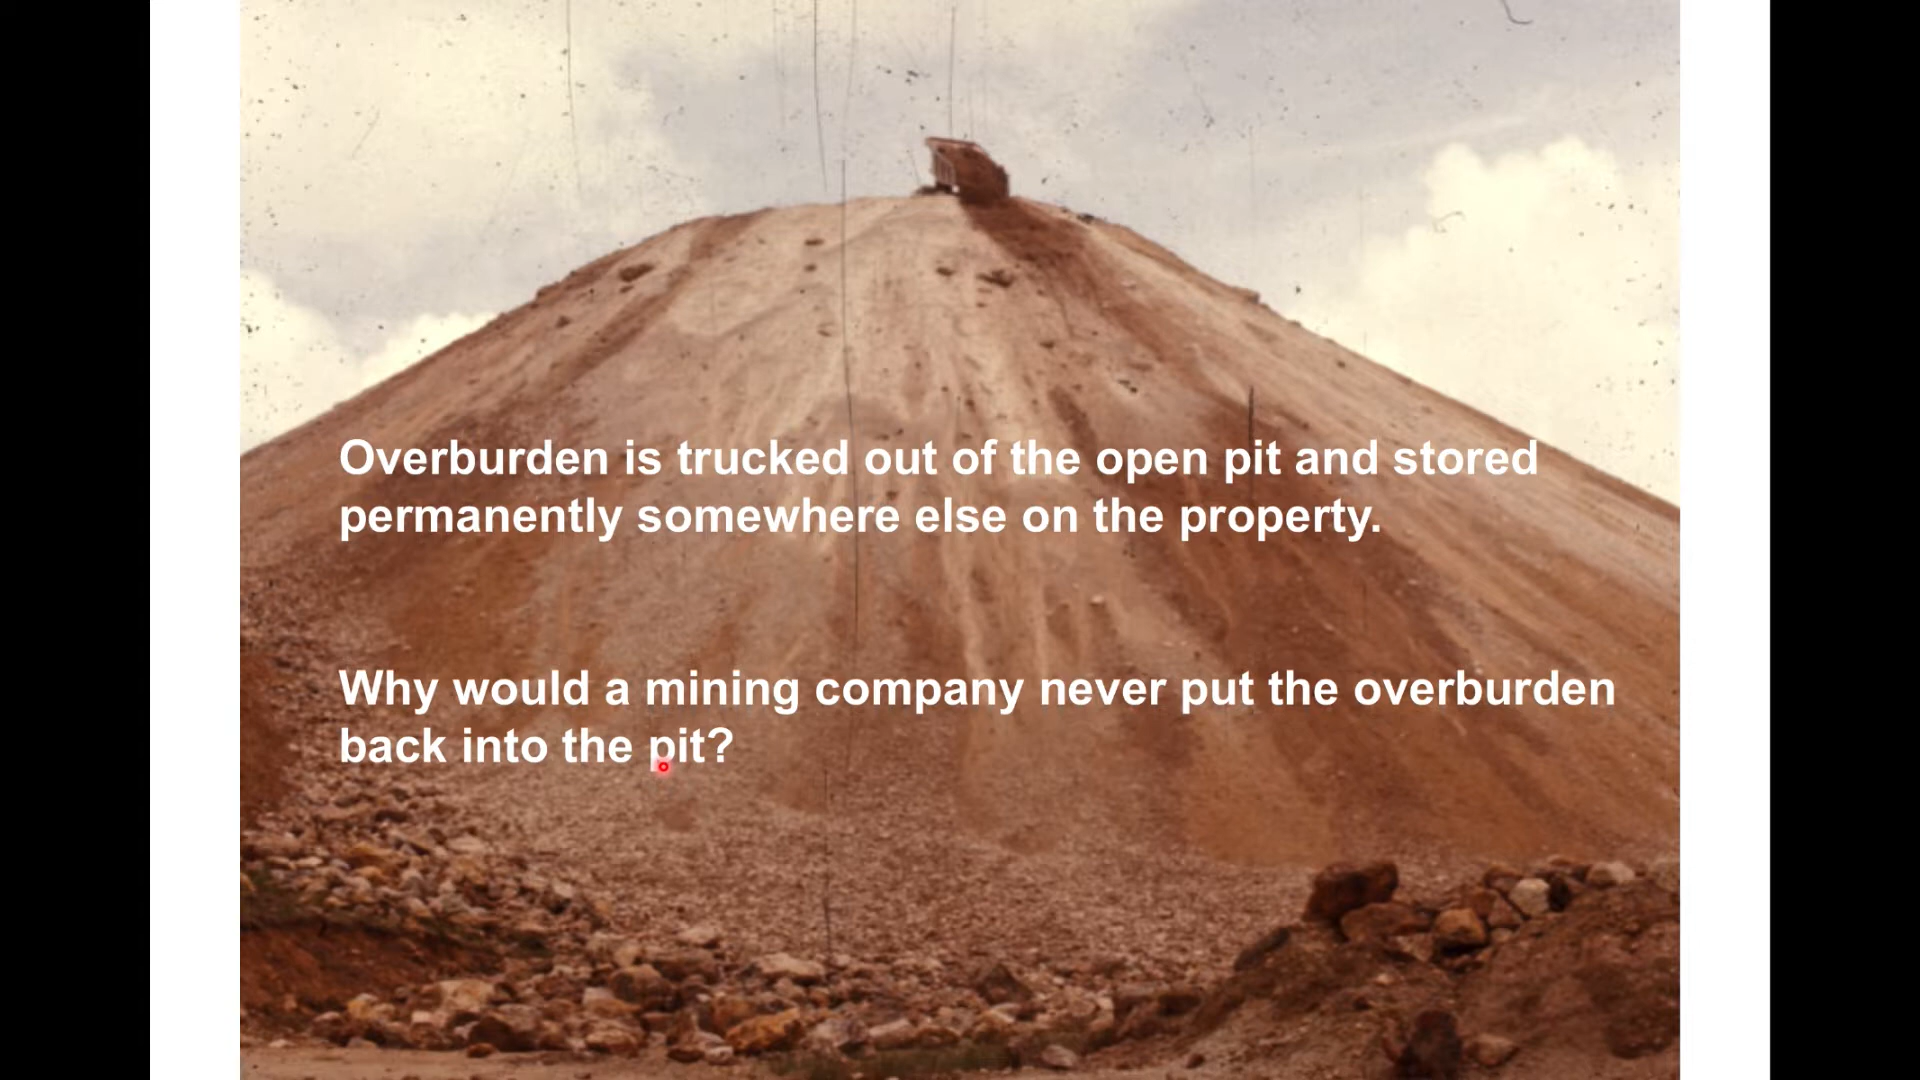 Overburden is trucked out of the open pit and stored
permanently somewhere else on the property.
Why would a mining company never put the overburden
back into the pit?